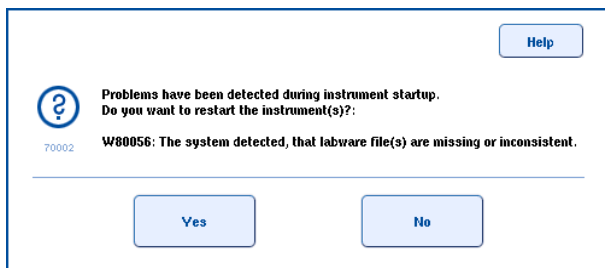 Help
Problems have been detected during instrument startup.
Do you want to restart the instrument(s)?:
70002
W80056: The system detected, that labware file(s) are missing or inconsistent.
Yes
No